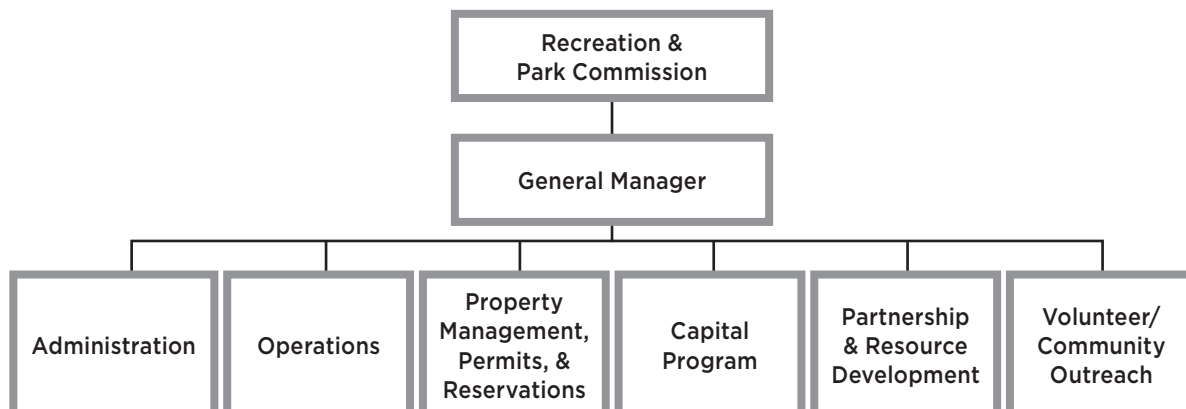 Recreation &
Park Commission
General Manager
Administration
Operations
Property
Management,
Permits, &
Reservations
Capital
Program
Partnership
& Resource
Development
Volunteer/
Community
Outreach